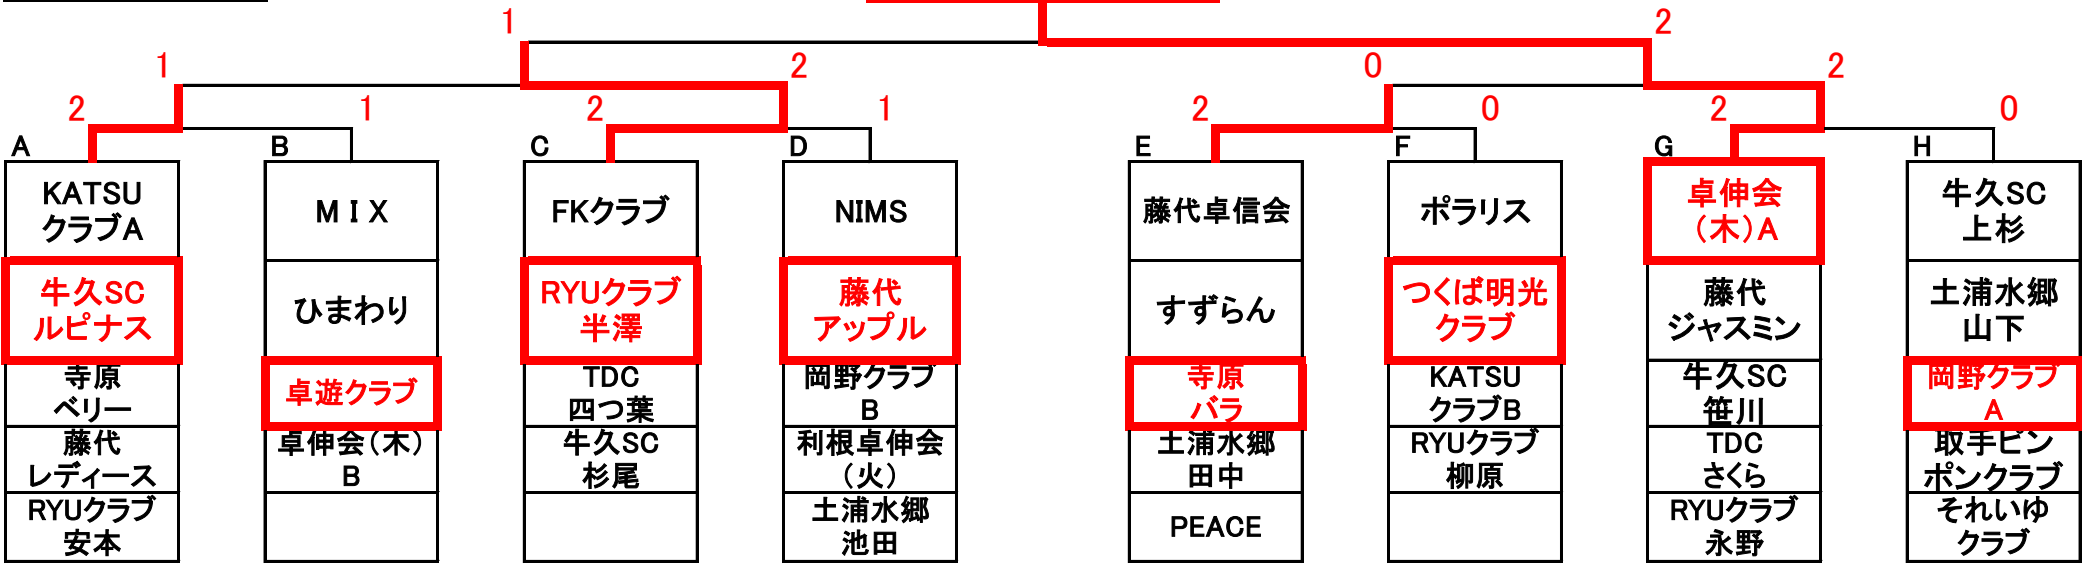 1
2
1
2
0
2
2
1
2
1
2
0
2
0
A
B
C
D
E
F
G
H
KATSU
クラブA
牛久SC
ルピナス
寺原
ベリー
藤代
レディース
RYUクラブ
安本
ＭＩＸ
ひまわり
卓遊クラブ
卓伸会（木）
B
FKクラブ
RYUクラブ
半澤
TDC
四つ葉
牛久SC
杉尾
NIMS
藤代
アップル
岡野クラブ
B
利根卓伸会
（火）
土浦水郷
池田
藤代卓信会
すずらん
寺原
バラ
土浦水郷
田中
PEACE
ポラリス
つくば明光
クラブ
KATSU
クラブB
RYUクラブ
柳原
卓伸会
（木）A
藤代
ジャスミン
牛久SC
笹川
TDC
さくら
RYUクラブ
永野
牛久SC
上杉
土浦水郷
山下
岡野クラブ
A
取手ピン
ポンクラブ
それいゆ
クラブ